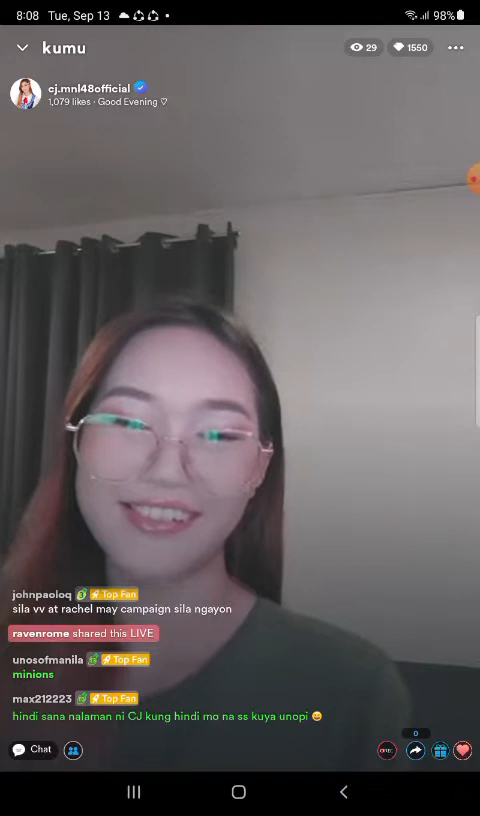 8:08 Tue, Sep 13 98%
kumu 29 1550
cj.mnl48official
1,079 likes · Good Evening ♡
johnpaoloq Top Fan
sila vv at rachel may campaign sila ngayon
ravenrome shared this LIVE
unosofmanila Top Fan
minions
max212223 Top Fan
hindi sana nalaman ni CJ kung hindi mo na ss kuya unopi 😄
0
Chat